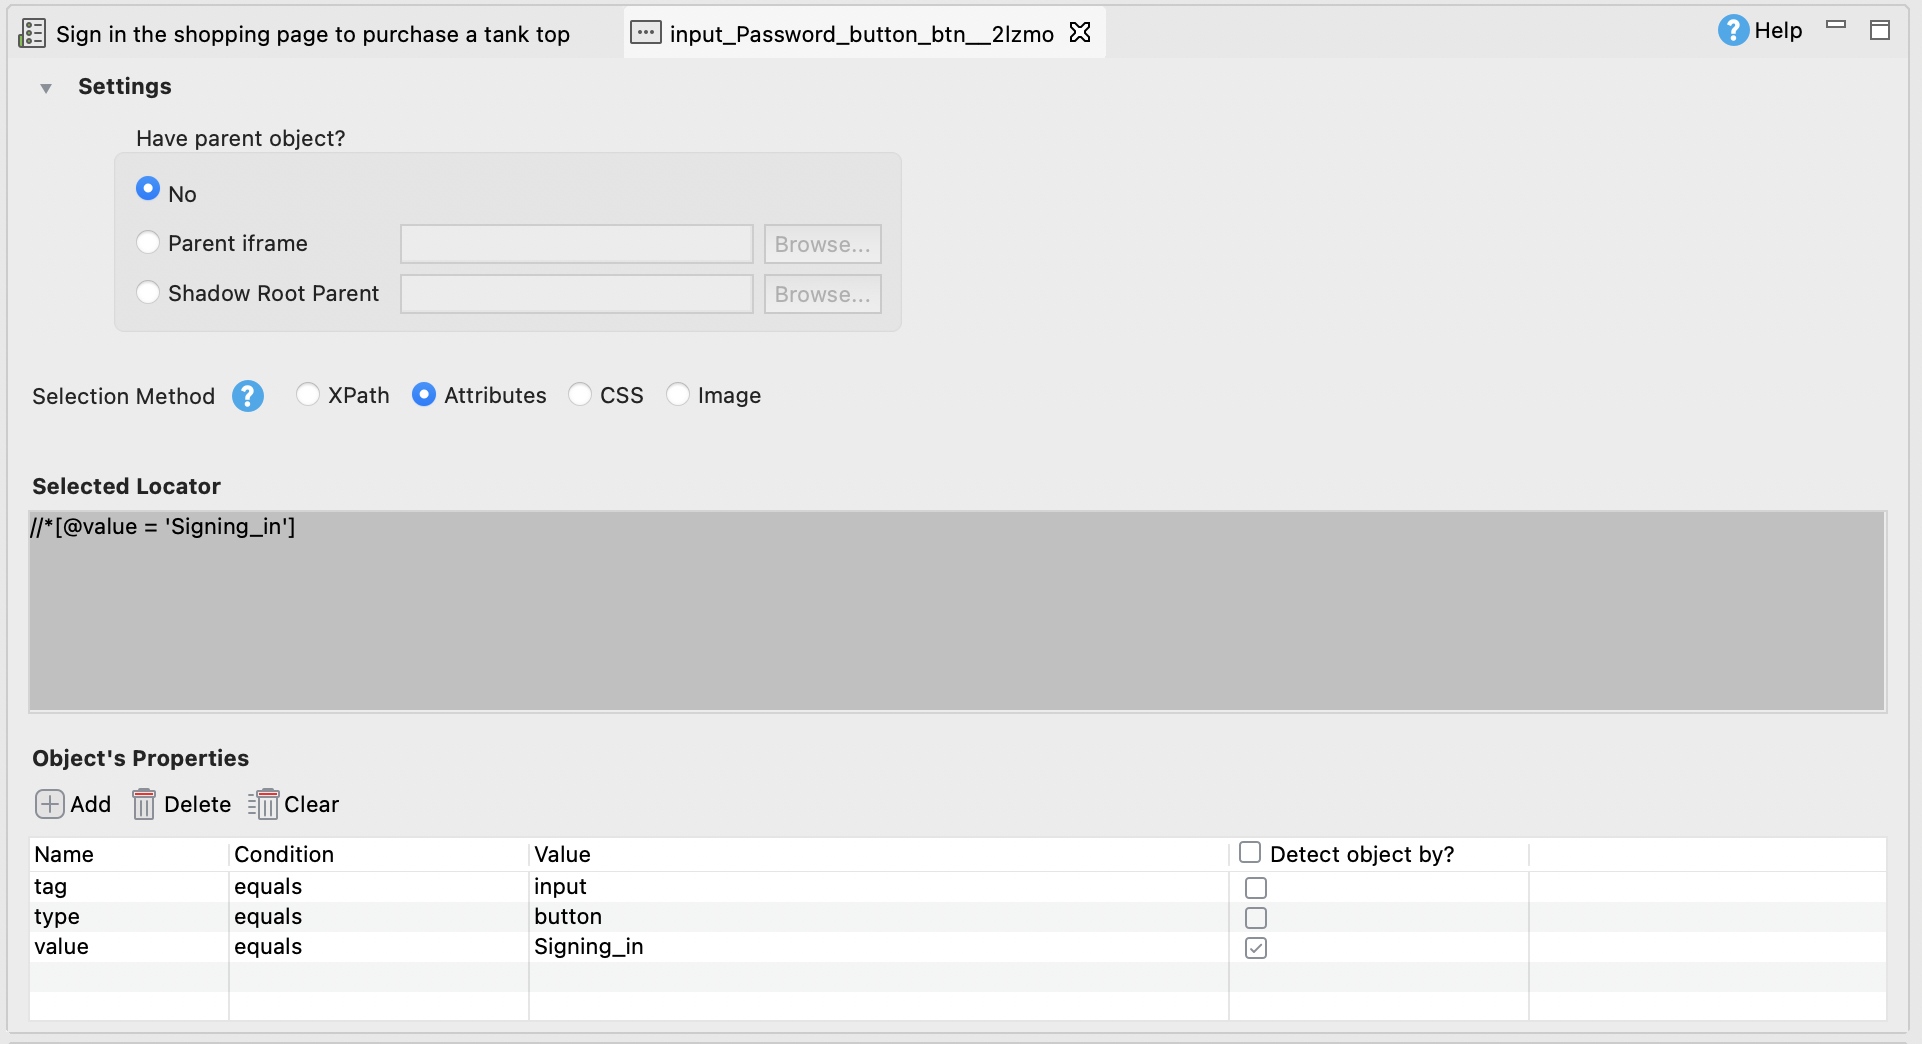 Sign in the shopping page to purchase a tank top
input_Password_button_btn__2lzmo
Help
Settings
Have parent object?
No
Parent iframe
Browse...
Shadow Root Parent
Browse...
Selection Method
XPath
Attributes
CSS
Image
Selected Locator
//*[@value = 'Signing_in']
Object's Properties
Add Delete Clear
Name Condition Value Detect object by?
tag equals input
type equals button
value equals Signing_in